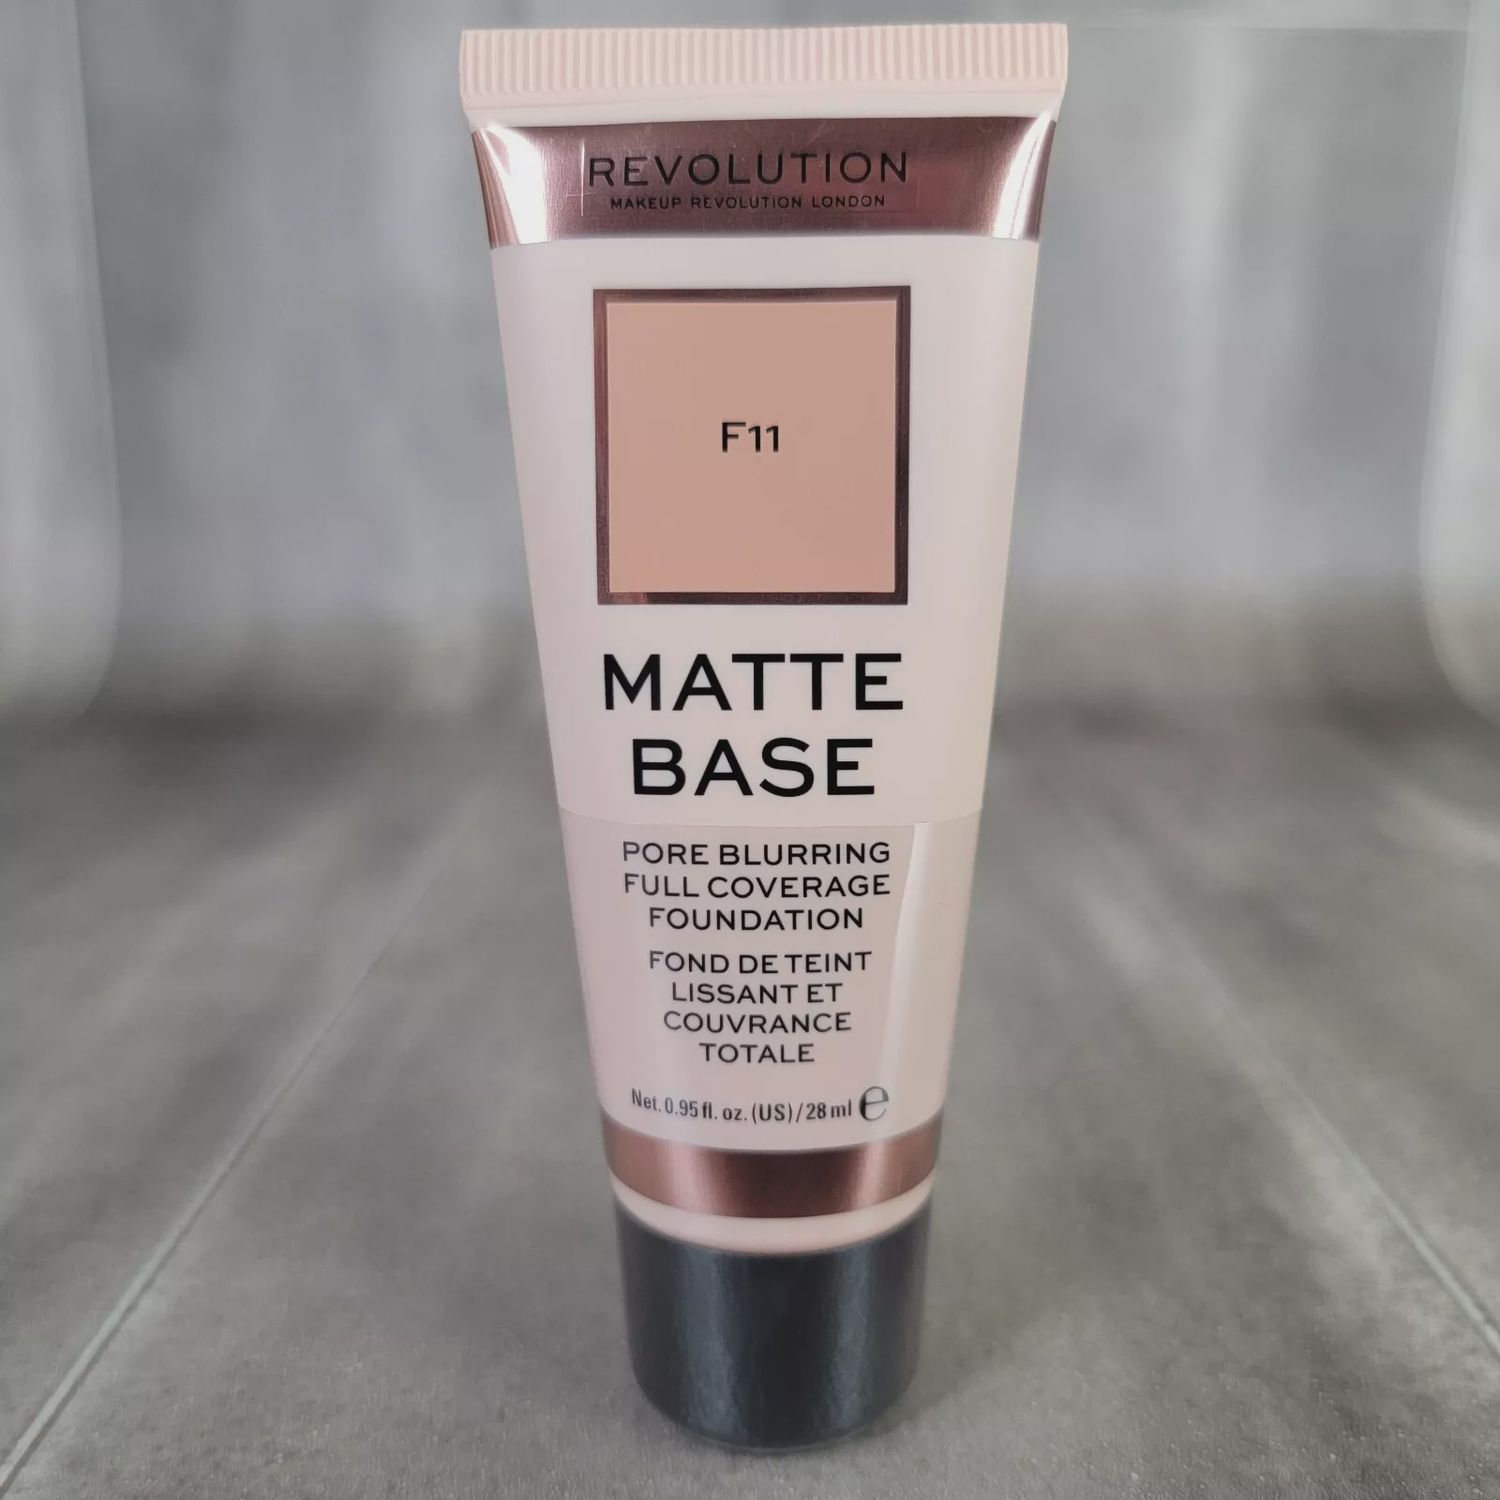 REVOLUTION
MAKEUP REVOLUTION LONDON
F11
MATTE
BASE
PORE BLURRING
FULL COVERAGE
FOUNDATION
FOND DE TEINT
LISSANT ET
COUVRANCE
TOTALE
Net. 0.95 fl. oz. (US)/28 ml ℮